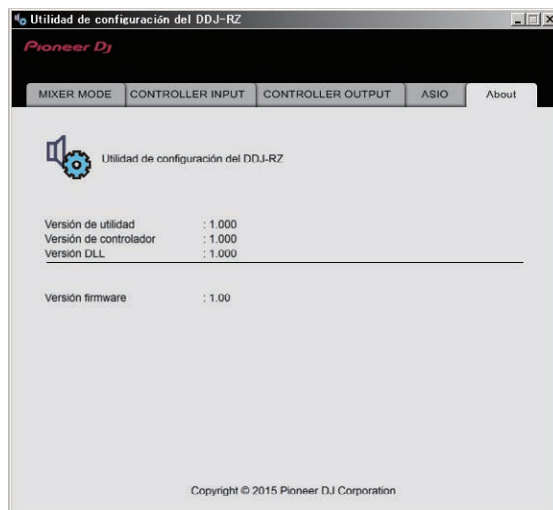 Utilidad de configuración del DDJ-RZ
Pioneer Dj
MIXER MODE CONTROLLER INPUT CONTROLLER OUTPUT ASIO About
Utilidad de configuración del DDJ-RZ
Versión de utilidad : 1.000
Versión de controlador : 1.000
Versión DLL : 1.000
Versión firmware : 1.00
Copyright © 2015 Pioneer DJ Corporation